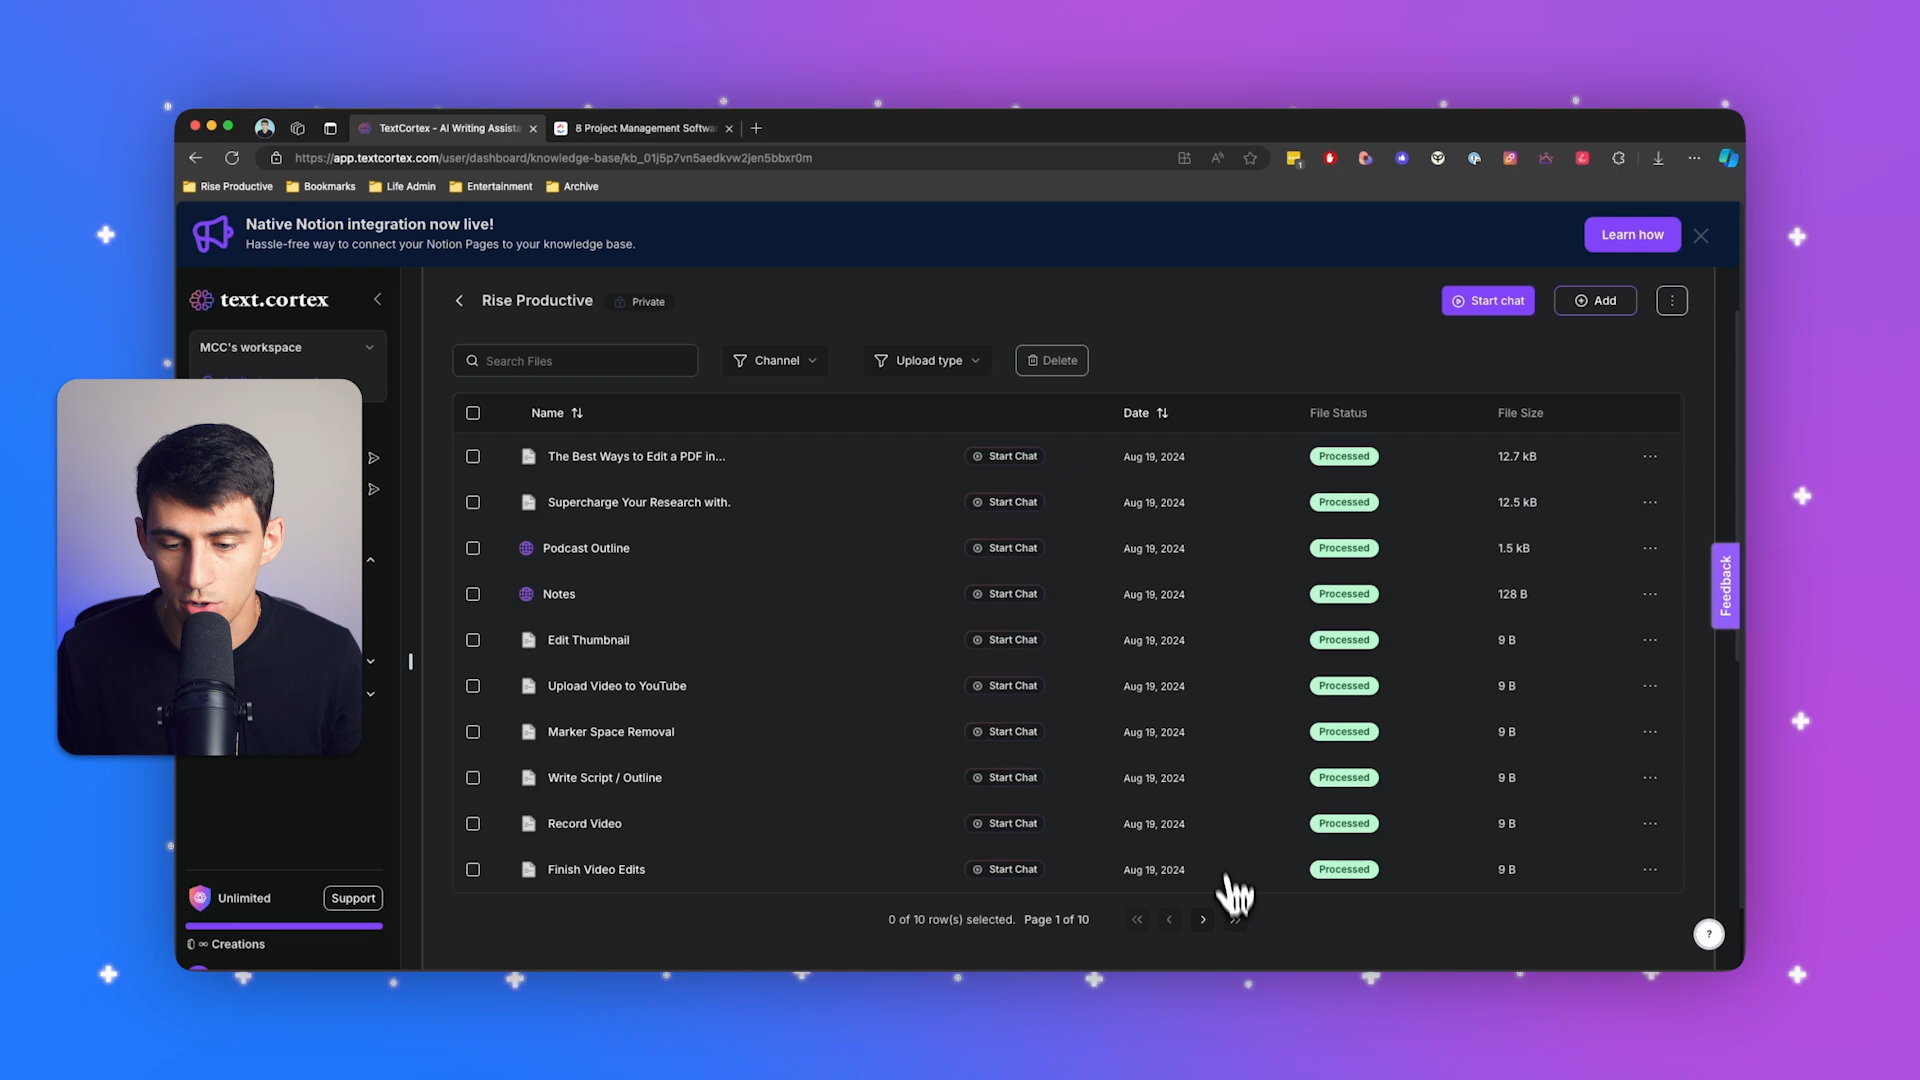 TextCortex - AI Writing Assista
8 Project Management Softwa
https://app.textcortex.com/user/dashboard/knowledge-base/kb_01j5p7vn5aedkvw2jen5bbxr0m
Rise Productive Bookmarks Life Admin Entertainment Archive
Native Notion integration now live!
Hassle-free way to connect your Notion Pages to your knowledge base.
Learn how
text.cortex
MCC's workspace
Rise Productive Private
Start chat Add
Search Files Channel Upload type Delete
Name Date File Status File Size
The Best Ways to Edit a PDF in... Start Chat Aug 19, 2024 Processed 12.7 kB
Supercharge Your Research with. Start Chat Aug 19, 2024 Processed 12.5 kB
Podcast Outline Start Chat Aug 19, 2024 Processed 1.5 kB
Notes Start Chat Aug 19, 2024 Processed 128 B
Edit Thumbnail Start Chat Aug 19, 2024 Processed 9 B
Upload Video to YouTube Start Chat Aug 19, 2024 Processed 9 B
Marker Space Removal Start Chat Aug 19, 2024 Processed 9 B
Write Script / Outline Start Chat Aug 19, 2024 Processed 9 B
Record Video Start Chat Aug 19, 2024 Processed 9 B
Finish Video Edits Start Chat Aug 19, 2024 Processed 9 B
0 of 10 row(s) selected. Page 1 of 10
Feedback
Unlimited Support
∞ Creations
?